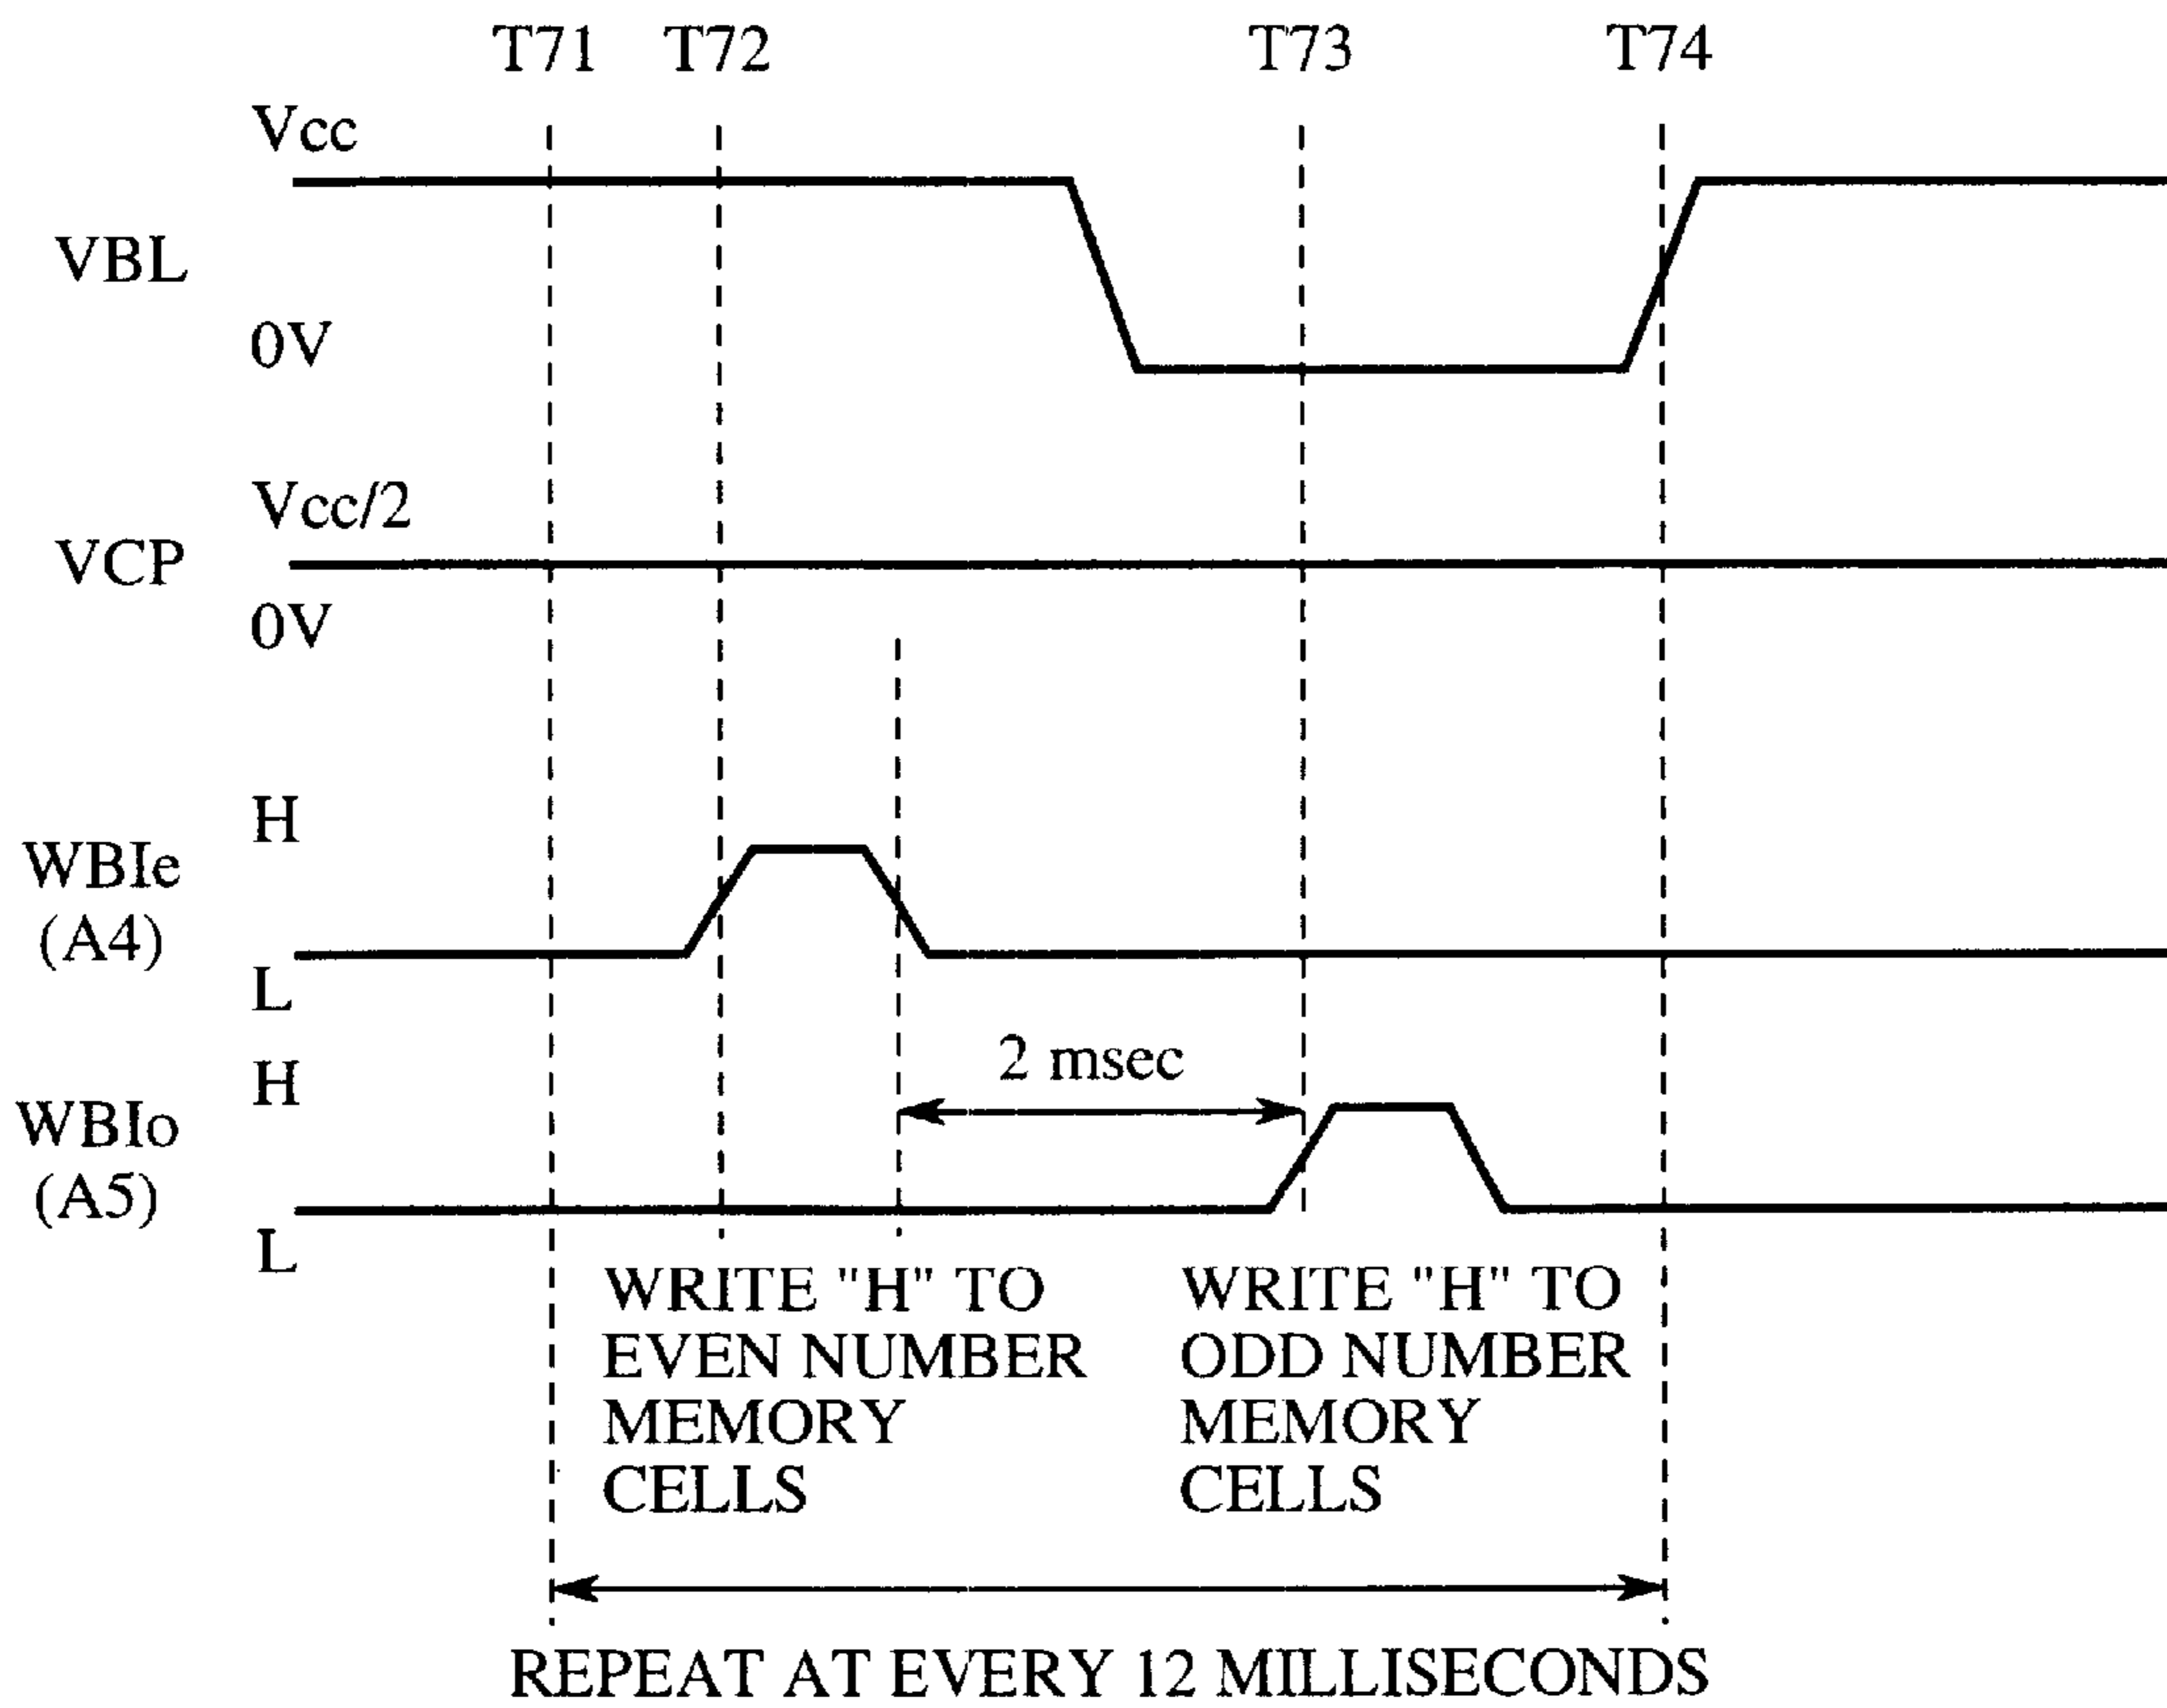 T71 T72 T73 T74
Vcc
VBL
0V
Vcc/2
VCP
0V
H
WBIe
(A4)
L
2 msec
H
WBIo
(A5)
L
WRITE "H" TO
EVEN NUMBER
MEMORY
CELLS
WRITE "H" TO
ODD NUMBER
MEMORY
CELLS
REPEAT AT EVERY 12 MILLISECONDS